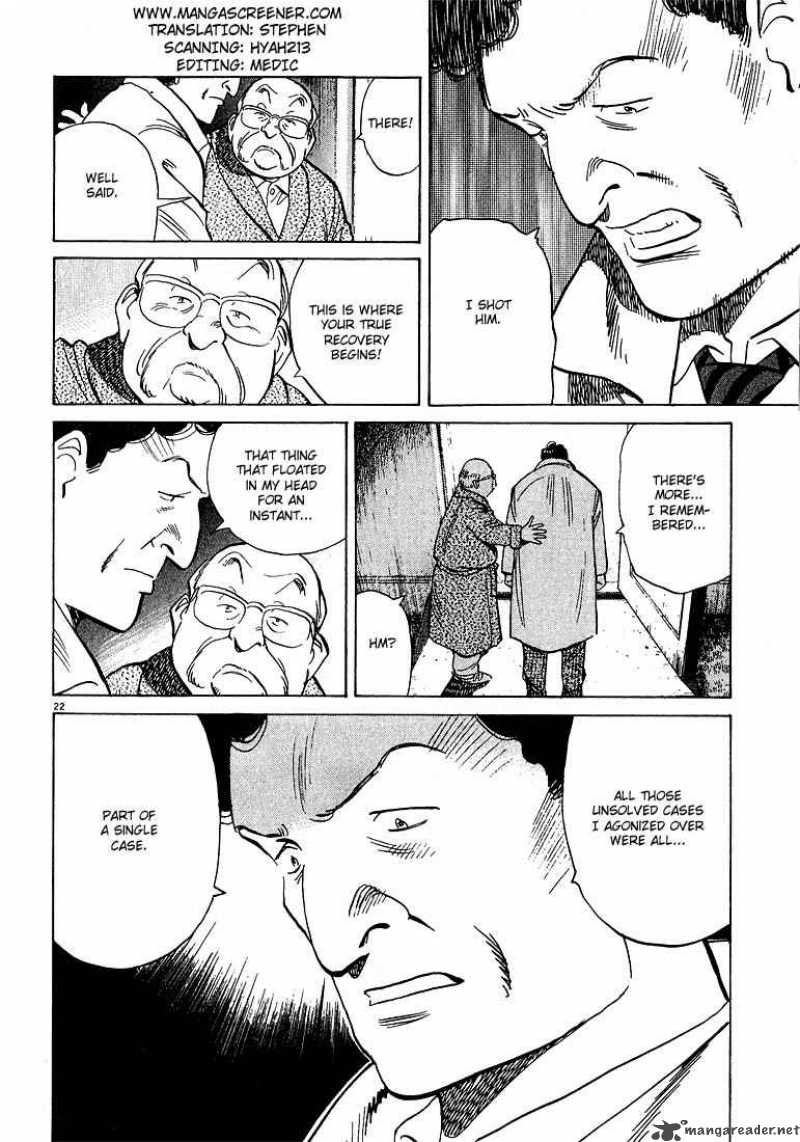 WWW.MANGASCREENER.COM
TRANSLATION: STEPHEN
SCANNING: HYAH213
EDITING: MEDIC
I SHOT
HIM.
THERE!
WELL
SAID.
THIS IS WHERE
YOUR TRUE
RECOVERY
BEGINS!
THERE'S
MORE...
I REMEM-
BERED...
HM?
THAT THING
THAT FLOATED
IN MY HEAD
FOR AN
INSTANT...
22
ALL THOSE
UNSOLVED CASES
I AGONIZED OVER
WERE ALL...
PART OF
A SINGLE
CASE.
mangareader.net